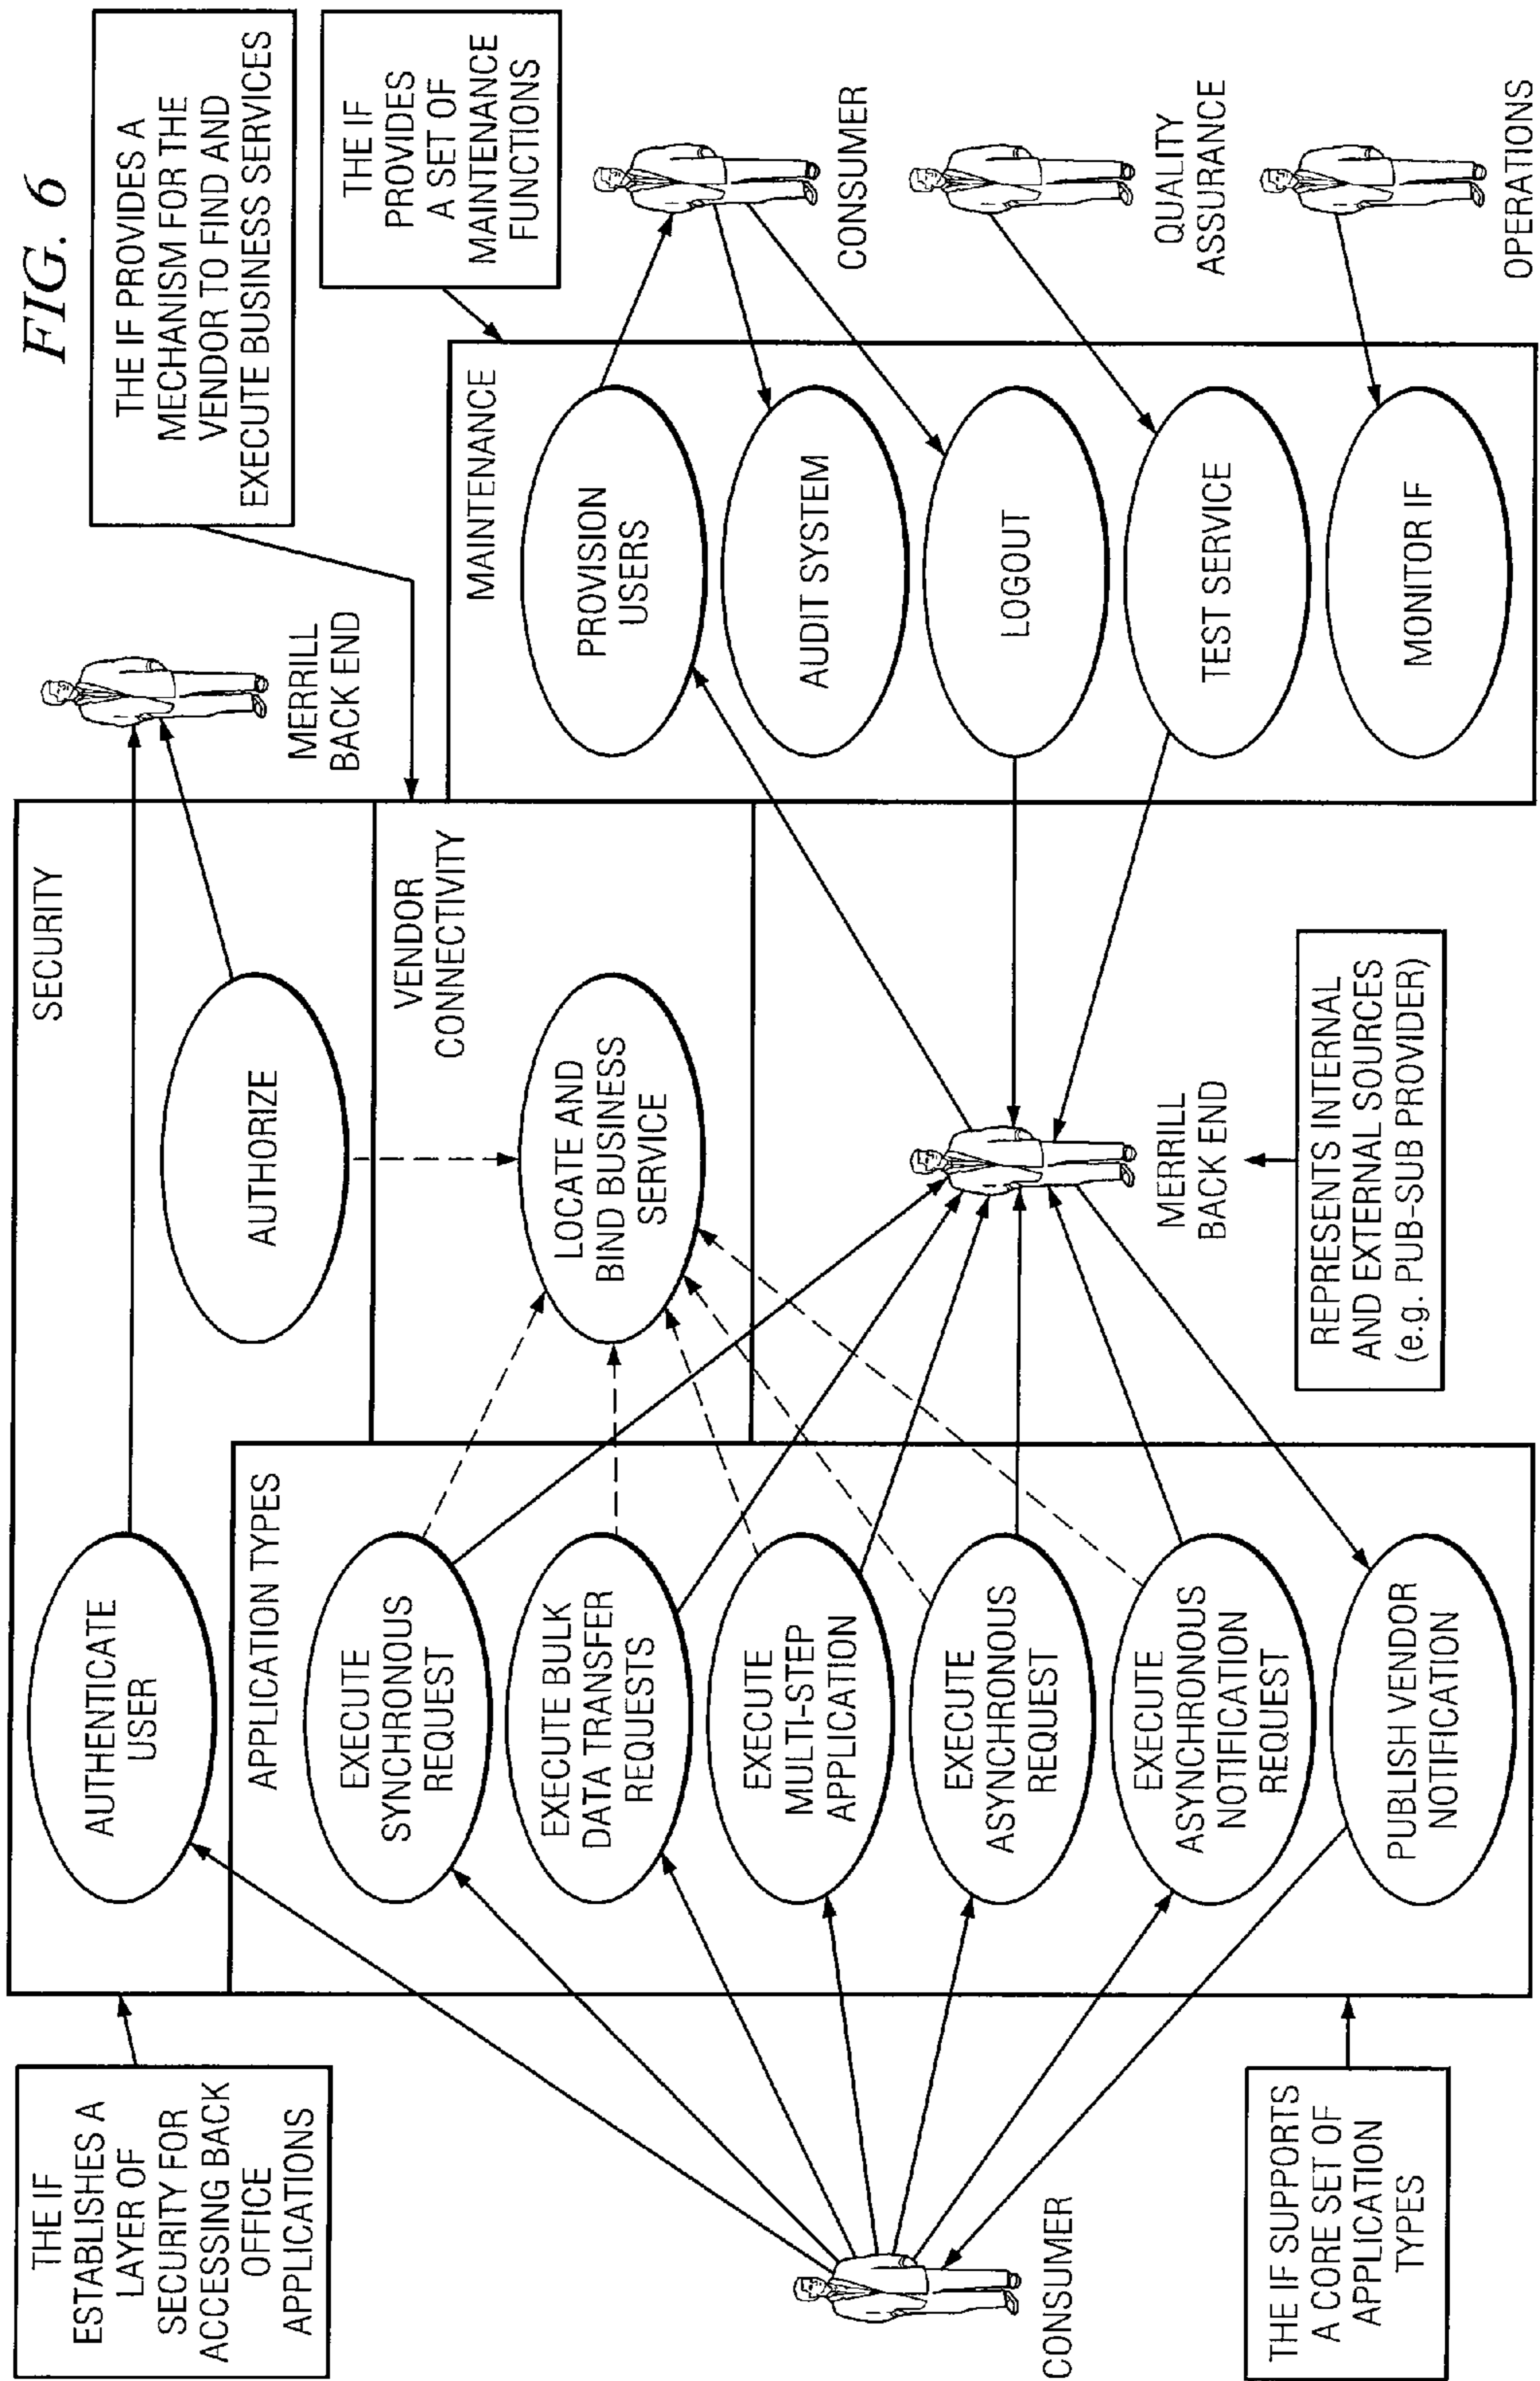 FIG. 6
THE IF
ESTABLISHES A
LAYER OF
SECURITY FOR
ACCESSING BACK
OFFICE
APPLICATIONS
SECURITY
AUTHENTICATE
USER
AUTHORIZE
MERRILL
BACK END
THE IF PROVIDES A
MECHANISM FOR THE
VENDOR TO FIND AND
EXECUTE BUSINESS SERVICES
APPLICATION TYPES
EXECUTE
SYNCHRONOUS
REQUEST
EXECUTE BULK
DATA TRANSFER
REQUESTS
EXECUTE
MULTI-STEP
APPLICATION
EXECUTE
ASYNCHRONOUS
REQUEST
EXECUTE
ASYNCHRONOUS
NOTIFICATION
REQUEST
PUBLISH VENDOR
NOTIFICATION
VENDOR
CONNECTIVITY
LOCATE AND
BIND BUSINESS
SERVICE
THE IF
PROVIDES
A SET OF
MAINTENANCE
FUNCTIONS
MAINTENANCE
PROVISION
USERS
AUDIT SYSTEM
LOGOUT
TEST SERVICE
MONITOR IF
CONSUMER
QUALITY
ASSURANCE
OPERATIONS
CONSUMER
MERRILL
BACK END
THE IF SUPPORTS
A CORE SET OF
APPLICATION
TYPES
REPRESENTS INTERNAL
AND EXTERNAL SOURCES
(e.g. PUB-SUB PROVIDER)